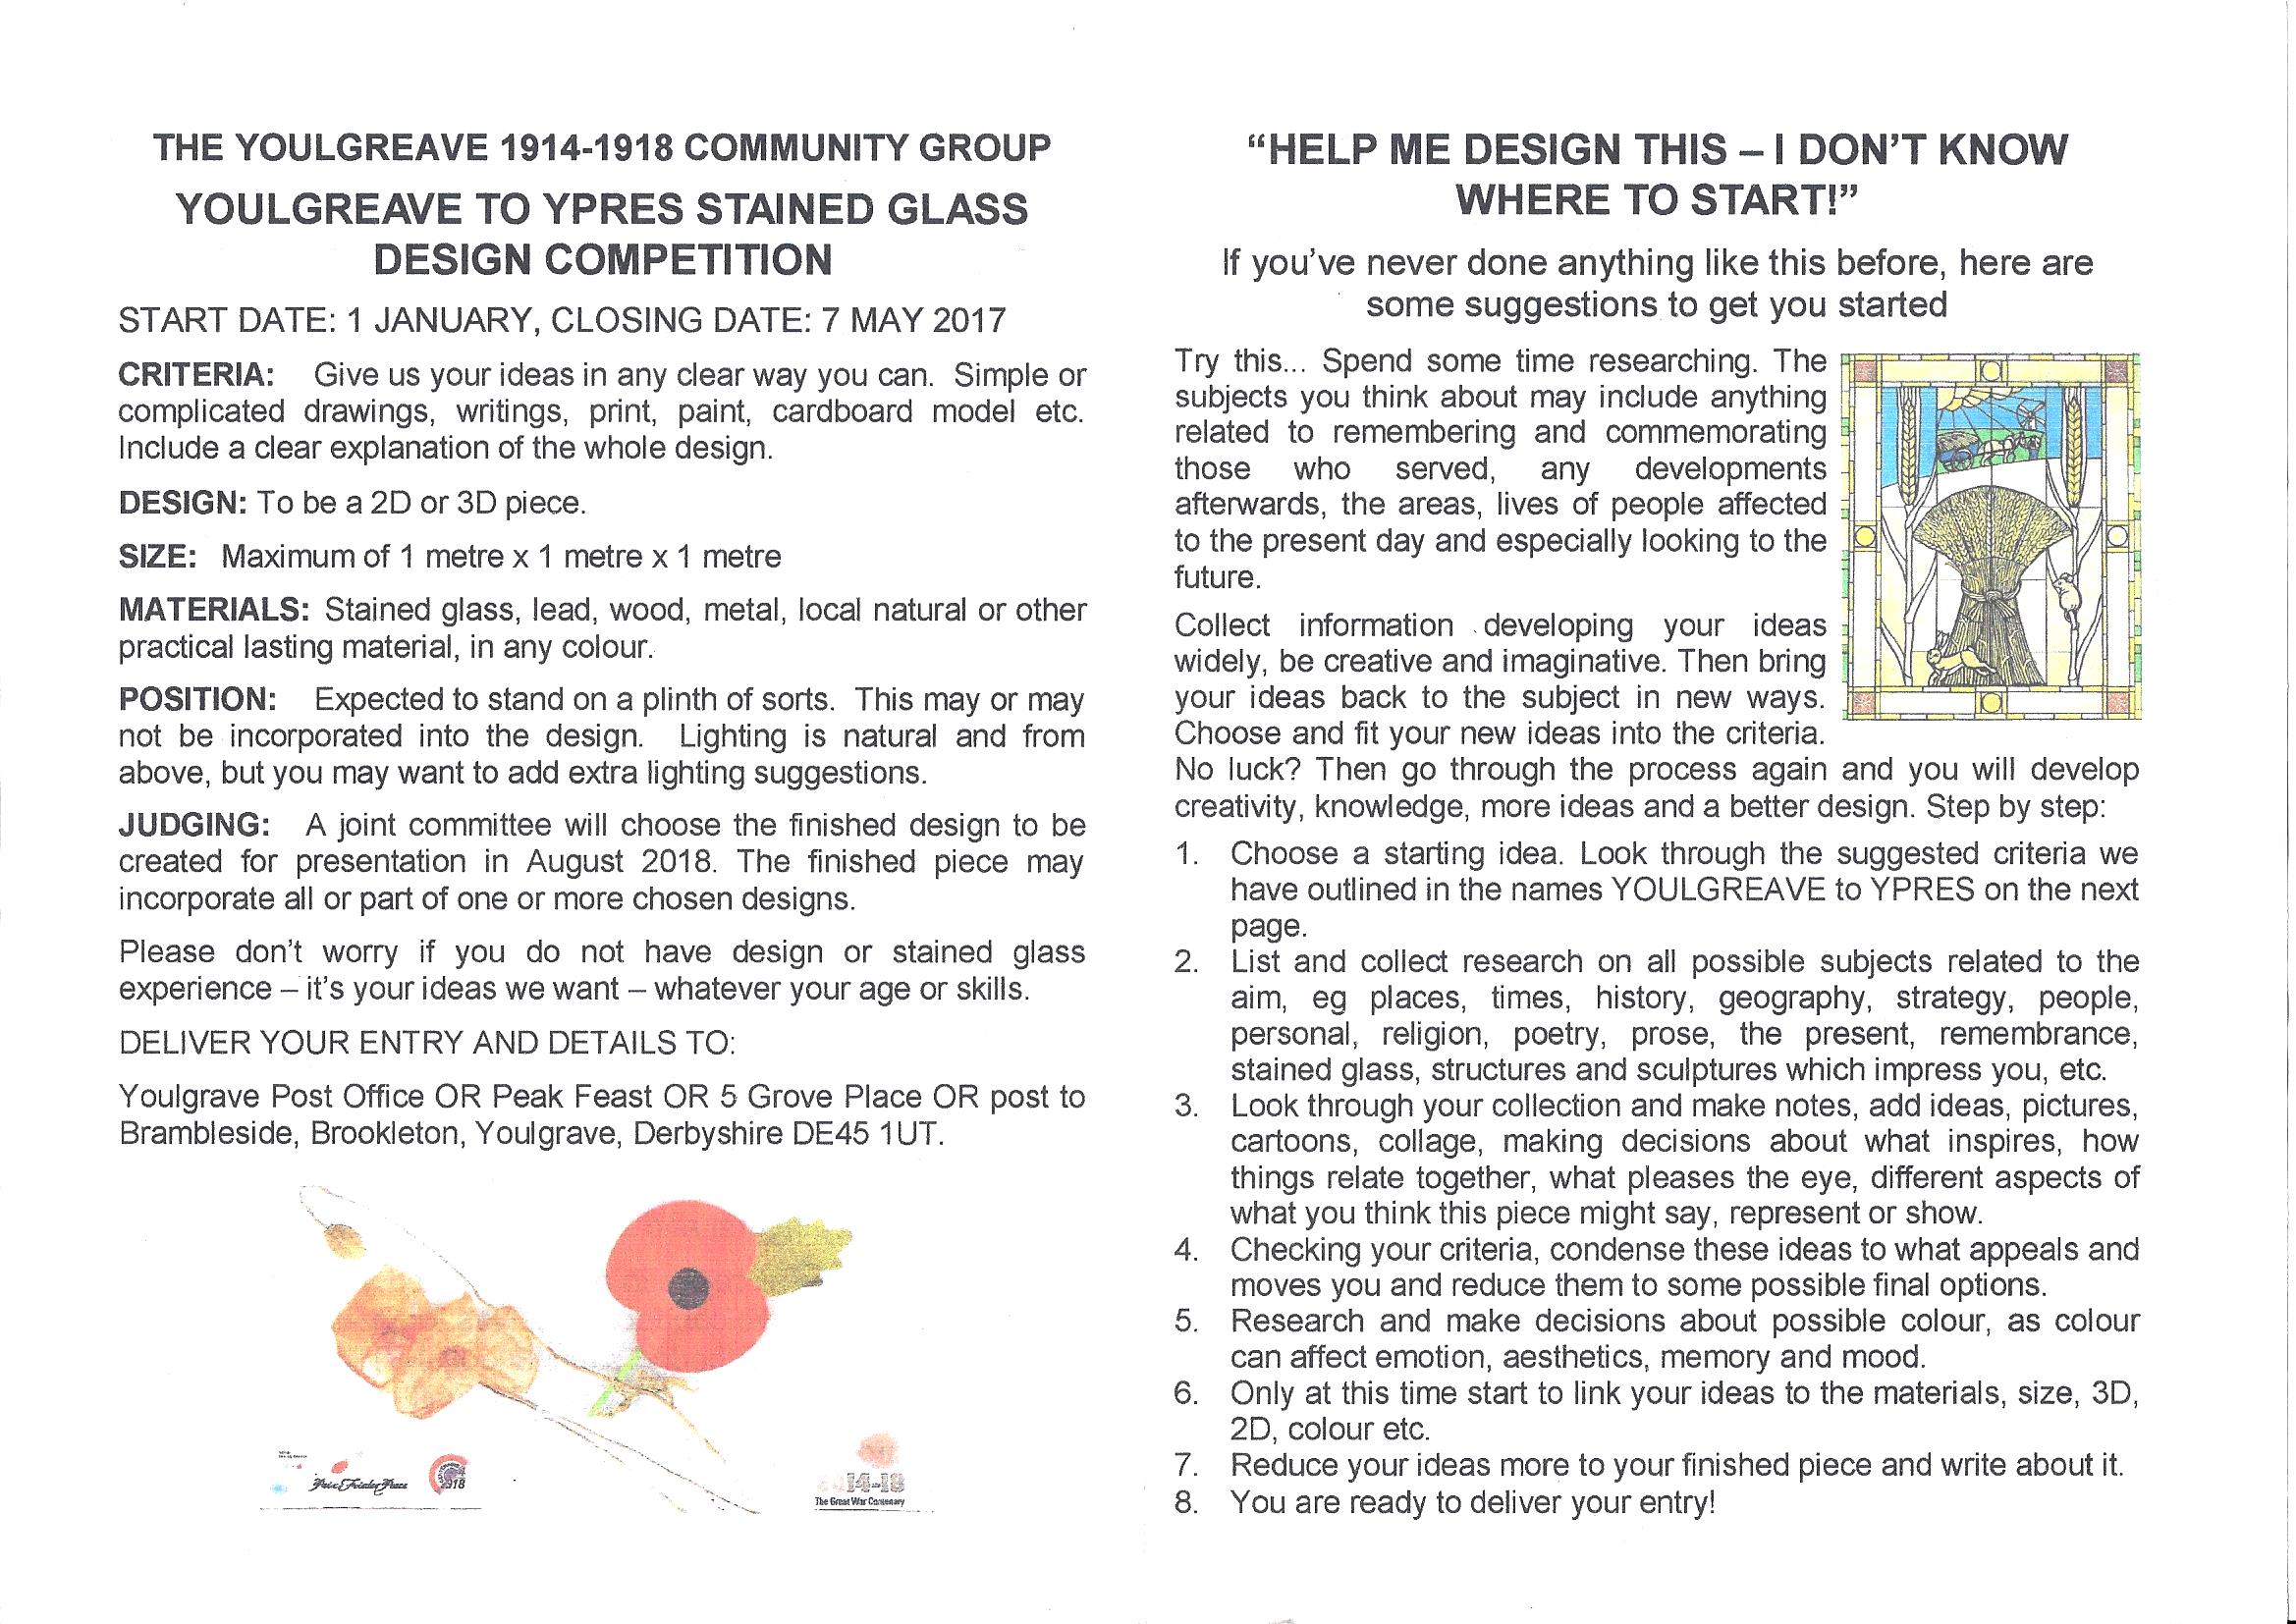 THE YOULGREAVE 1914-1918 COMMUNITY GROUP
YOULGREAVE TO YPRES STAINED GLASS
DESIGN COMPETITION
START DATE: 1 JANUARY, CLOSING DATE: 7 MAY 2017
CRITERIA: Give us your ideas in any clear way you can. Simple or
complicated drawings, writings, print, paint, cardboard model etc.
Include a clear explanation of the whole design.
DESIGN: To be a 2D or 3D piece.
SIZE: Maximum of 1 metre x 1 metre x 1 metre
MATERIALS: Stained glass, lead, wood, metal, local natural or other
practical lasting material, in any colour.
POSITION: Expected to stand on a plinth of sorts. This may or may
not be incorporated into the design. Lighting is natural and from
above, but you may want to add extra lighting suggestions.
JUDGING: A joint committee will choose the finished design to be
created for presentation in August 2018. The finished piece may
incorporate all or part of one or more chosen designs.
Please don't worry if you do not have design or stained glass
experience – it's your ideas we want – whatever your age or skills.
DELIVER YOUR ENTRY AND DETAILS TO:
Youlgrave Post Office OR Peak Feast OR 5 Grove Place OR post to
Brambleside, Brookleton, Youlgrave, Derbyshire DE45 1UT.
1918
14-18
The Great War Centenary
“HELP ME DESIGN THIS – I DON'T KNOW
WHERE TO START!”
If you've never done anything like this before, here are
some suggestions to get you started
Try this... Spend some time researching. The
subjects you think about may include anything
related to remembering and commemorating
those who served, any developments
afterwards, the areas, lives of people affected
to the present day and especially looking to the
future.
Collect information developing your ideas
widely, be creative and imaginative. Then bring
your ideas back to the subject in new ways.
Choose and fit your new ideas into the criteria.
No luck? Then go through the process again and you will develop
creativity, knowledge, more ideas and a better design. Step by step:
1. Choose a starting idea. Look through the suggested criteria we
have outlined in the names YOULGREAVE to YPRES on the next
page.
2. List and collect research on all possible subjects related to the
aim, eg places, times, history, geography, strategy, people,
personal, religion, poetry, prose, the present, remembrance,
stained glass, structures and sculptures which impress you, etc.
3. Look through your collection and make notes, add ideas, pictures,
cartoons, collage, making decisions about what inspires, how
things relate together, what pleases the eye, different aspects of
what you think this piece might say, represent or show.
4. Checking your criteria, condense these ideas to what appeals and
moves you and reduce them to some possible final options.
5. Research and make decisions about possible colour, as colour
can affect emotion, aesthetics, memory and mood.
6. Only at this time start to link your ideas to the materials, size, 3D,
2D, colour etc.
7. Reduce your ideas more to your finished piece and write about it.
8. You are ready to deliver your entry!